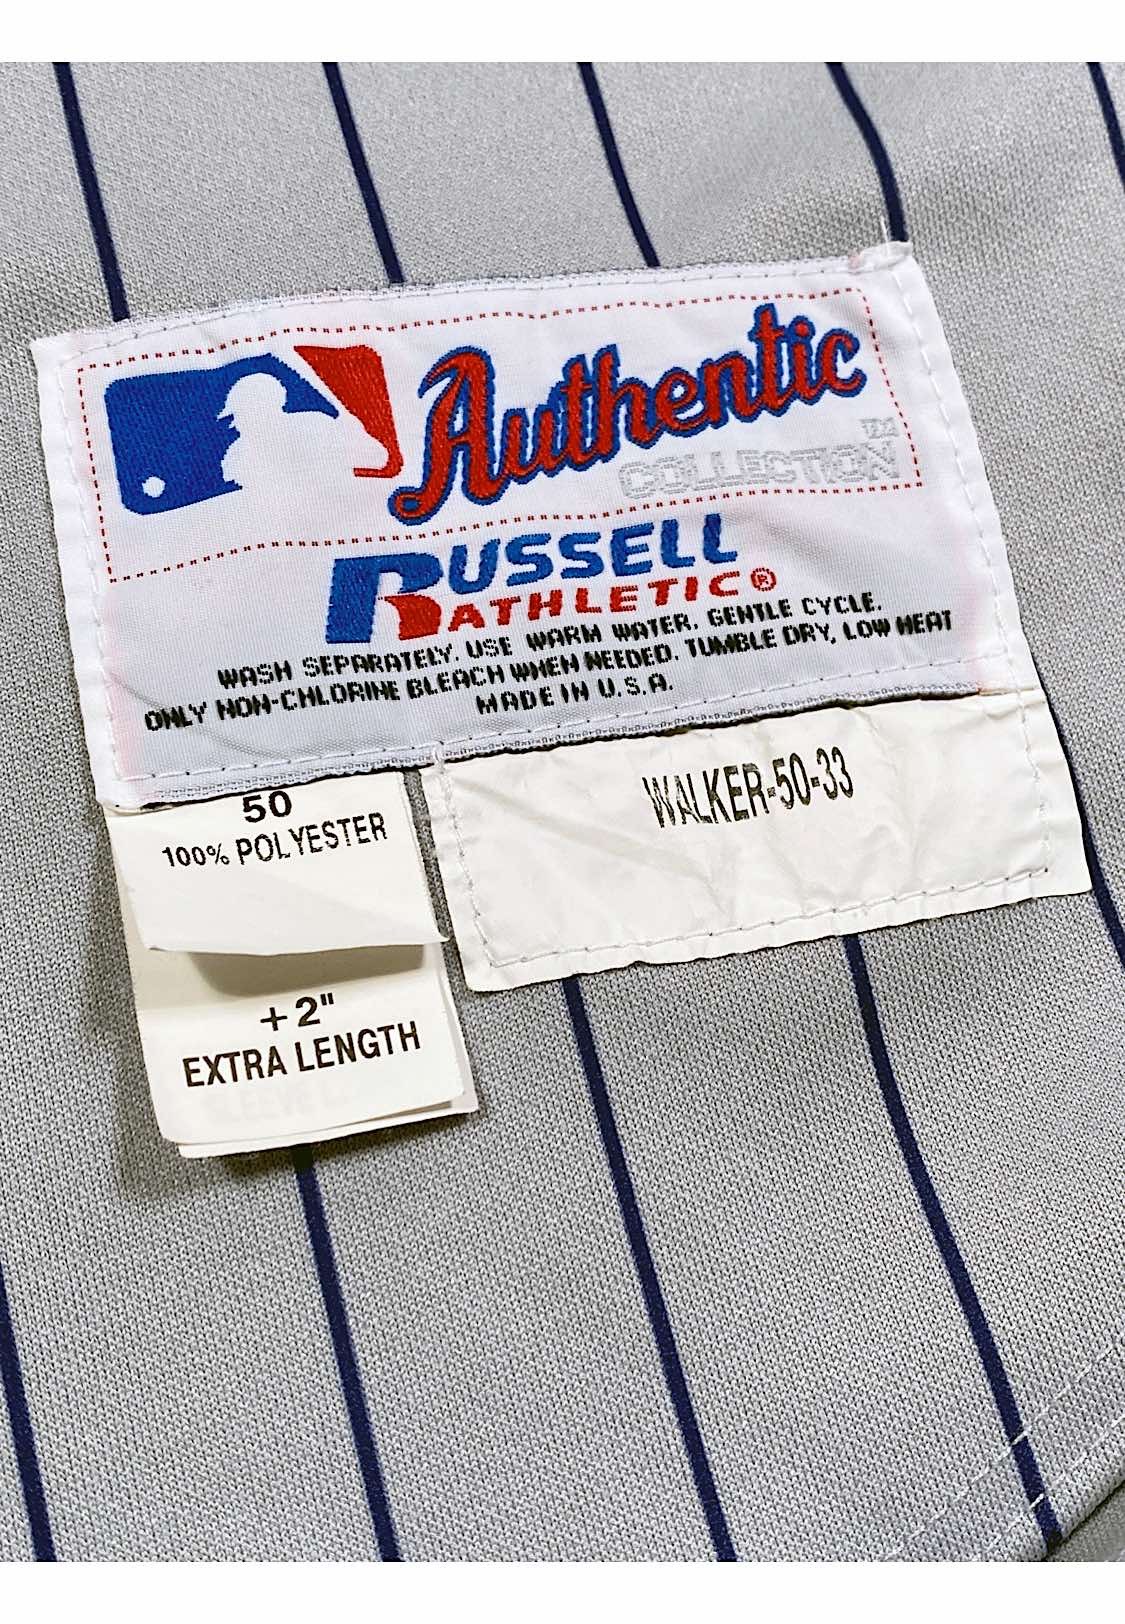 Authentic
COLLECTION™
RUSSELL
ATHLETIC®
WASH SEPARATELY. USE WARM WATER. GENTLE CYCLE.
ONLY NON-CHLORINE BLEACH WHEN NEEDED. TUMBLE DRY, LOW HEAT
MADE IN U.S.A.
WALKER-50-33
50
100% POLYESTER
+2"
EXTRA LENGTH